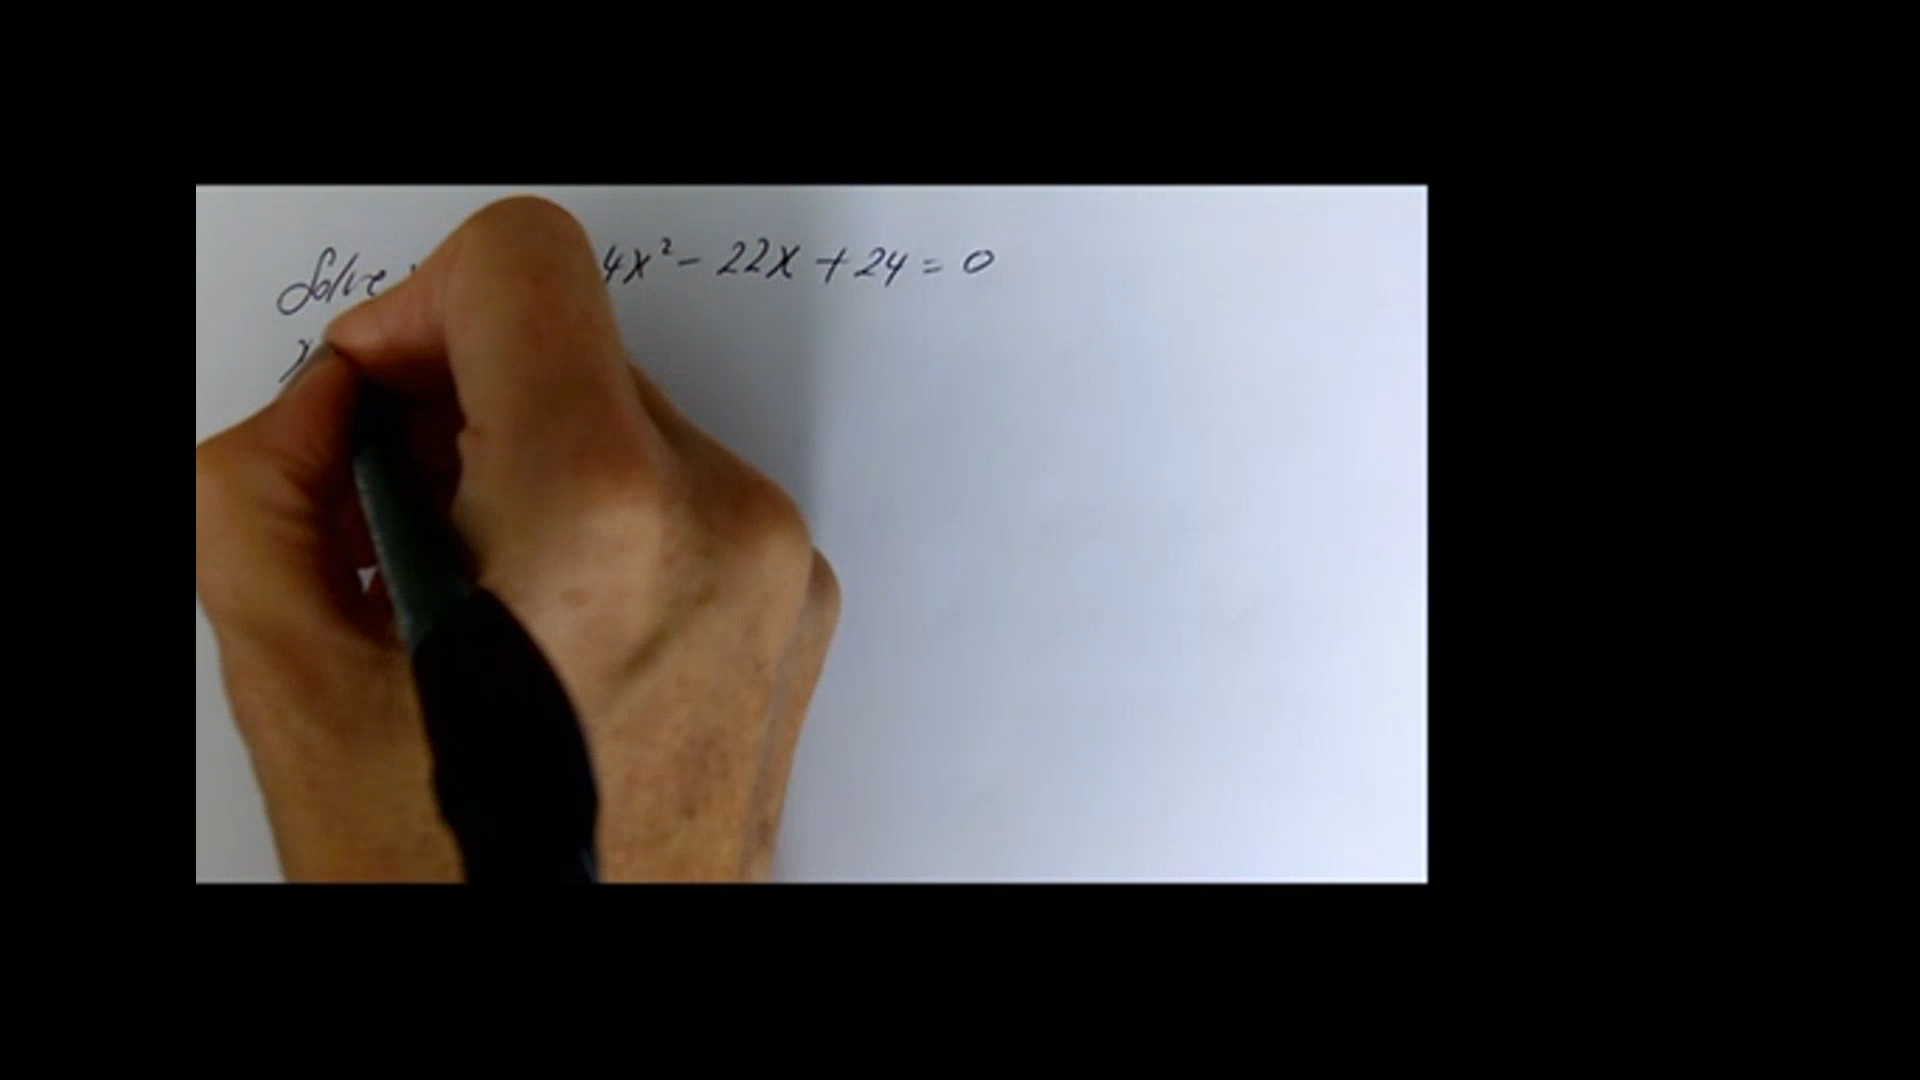 Solve 4x² - 22x + 24 = 0
x